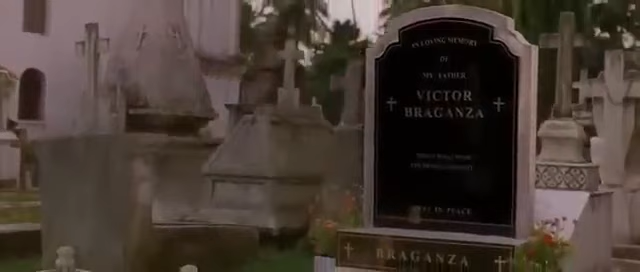 IN LOVING MEMORY
OF
MY FATHER
VICTOR
BRAGANZA
REST IN PEACE
BRAGANZA